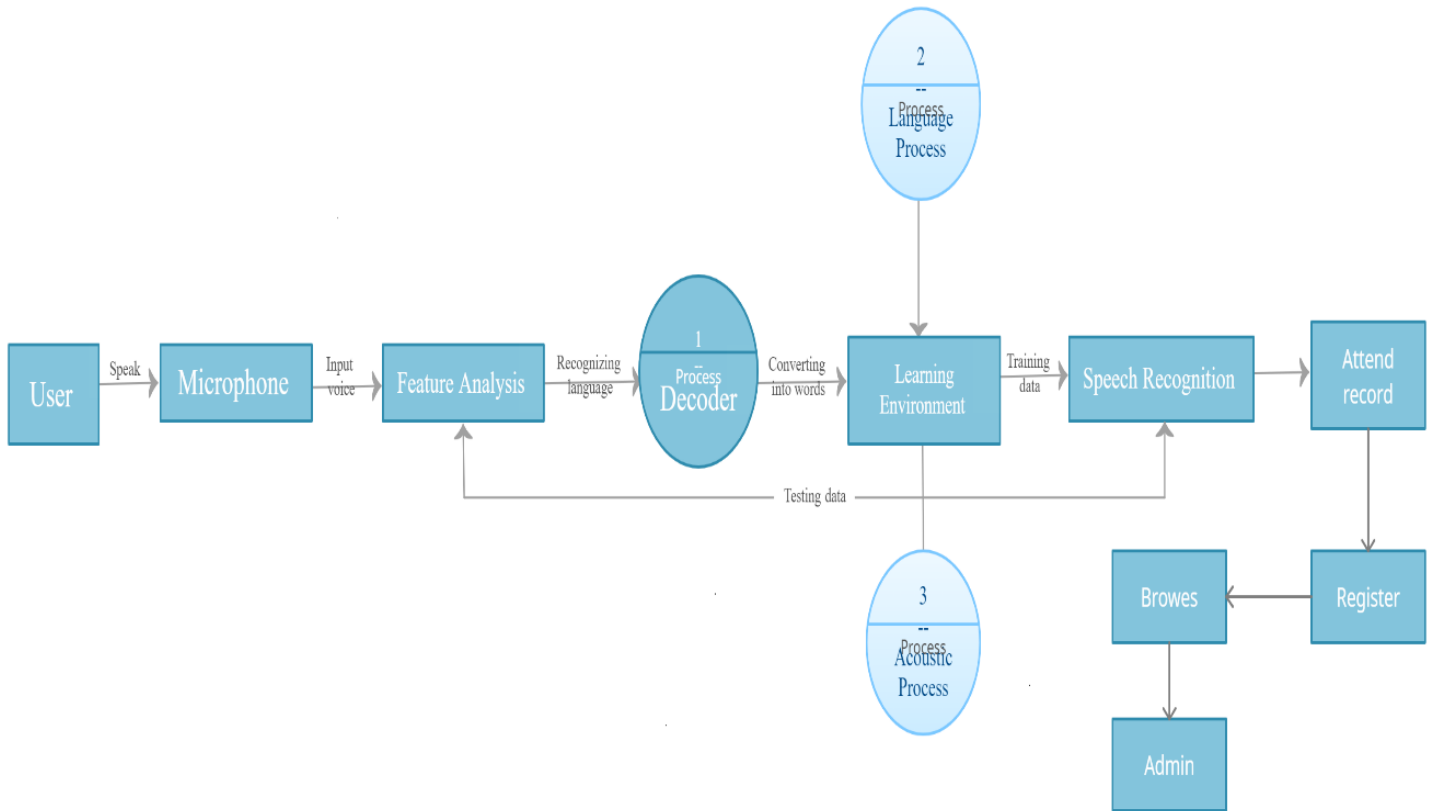 2
--
Process
Language
Process
User
Speak
Microphone
Input
voice
Feature Analysis
Recognizing
language
1
--
Process
Decoder
Converting
into words
Learning
Environment
Training
data
Speech Recognition
Attend
record
Testing data
3
--
Process
Acoustic
Process
Browes
Register
Admin